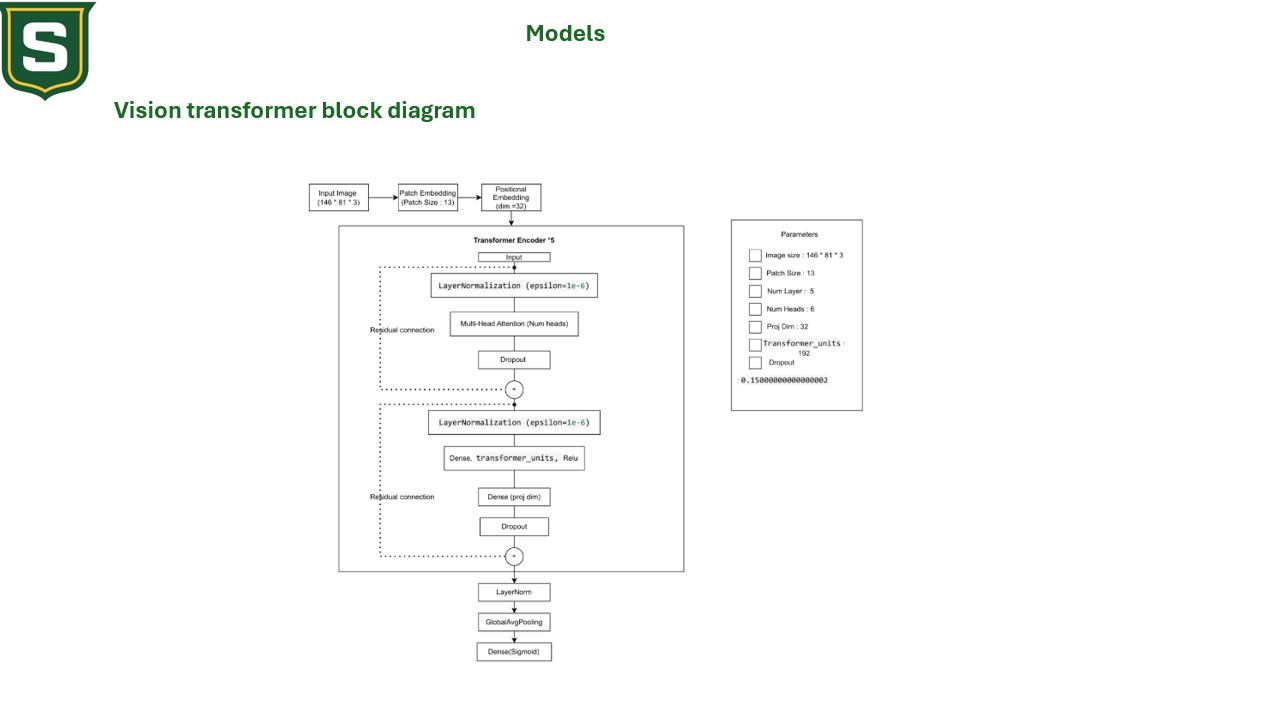 S
Models
Vision transformer block diagram
Input Image
(146 * 81 * 3)
Patch Embedding
(Patch Size : 13)
Positional
Embedding
(dim =32)
Transformer Encoder *5
Input
LayerNormalization (epsilon=1e-6)
Multi-Head Attention (Num heads)
Residual connection
Dropout
+
LayerNormalization (epsilon=1e-6)
Dense, transformer_units, Relu
Residual connection
Dense (proj dim)
Dropout
+
LayerNorm
GlobalAvgPooling
Dense(Sigmoid)
Parameters
Image size : 146 * 81 * 3
Patch Size : 13
Num Layer : 5
Num Heads : 6
Proj Dim : 32
Transformer_units :
192
Dropout
: 0.15000000000000002